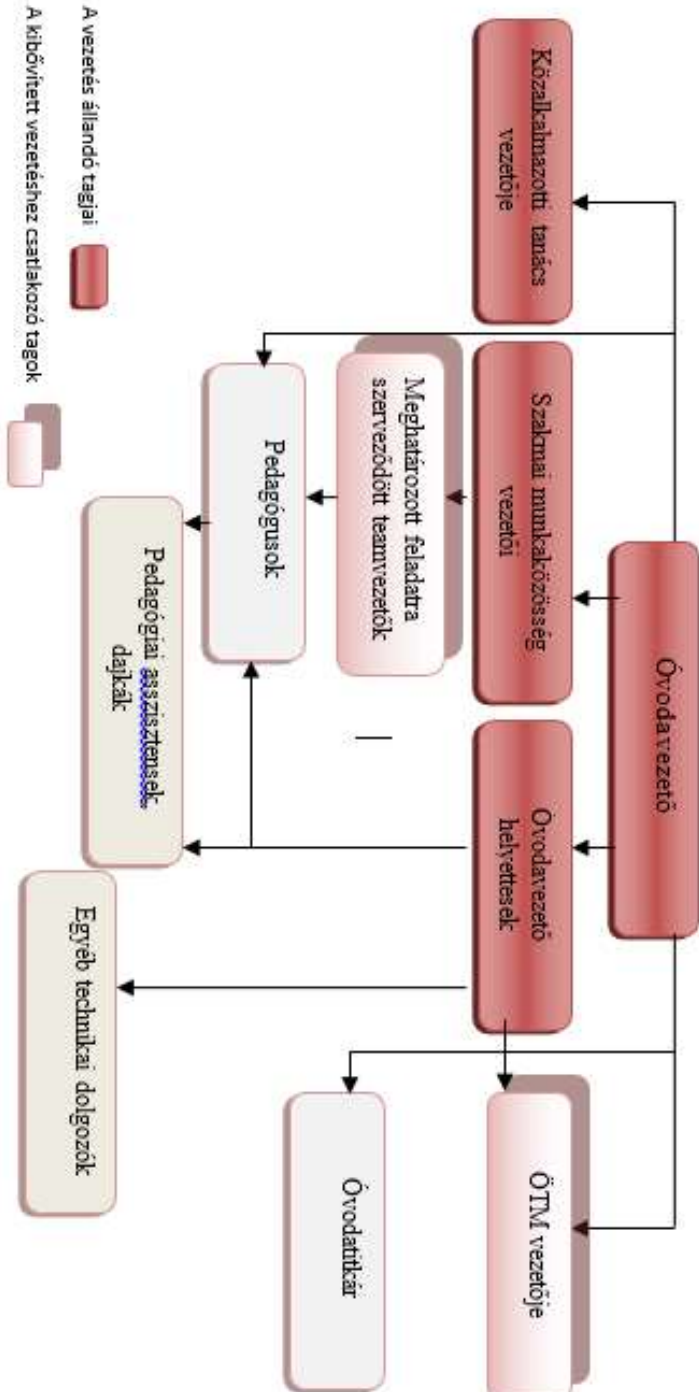 Óvodavezető
Közalkalmazotti tanács
vezetője
Szakmai munkaközösség
vezetői
Óvodavezető
helyettesek
ÖTM vezetője
Meghatározott feladatra
szerveződött teamvezetők
Óvodatitkár
Pedagógusok
Pedagógiai asszisztensek,
dajkák
Egyéb technikai dolgozók
A vezetés állandó tagjai
A kibővített vezetéshez csatlakozó tagok